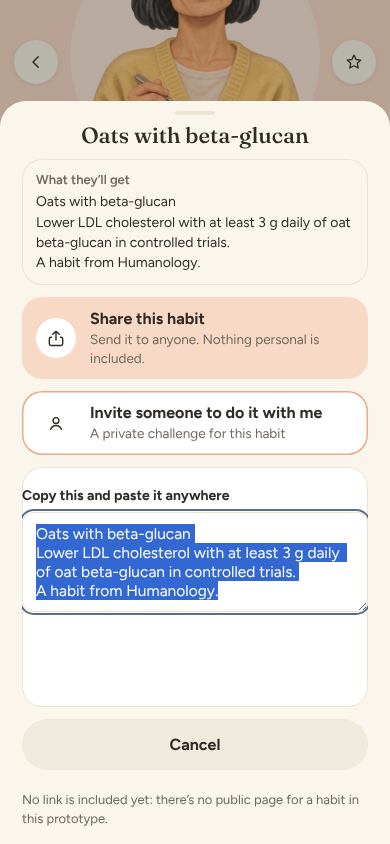 Oats with beta-glucan
What they’ll get
Oats with beta-glucan
Lower LDL cholesterol with at least 3 g daily of oat
beta-glucan in controlled trials.
A habit from Humanology.
Share this habit
Send it to anyone. Nothing personal is
included.
Invite someone to do it with me
A private challenge for this habit
Copy this and paste it anywhere
Oats with beta-glucan
Lower LDL cholesterol with at least 3 g daily
of oat beta-glucan in controlled trials.
A habit from Humanology.
Cancel
No link is included yet: there’s no public page for a habit in
this prototype.